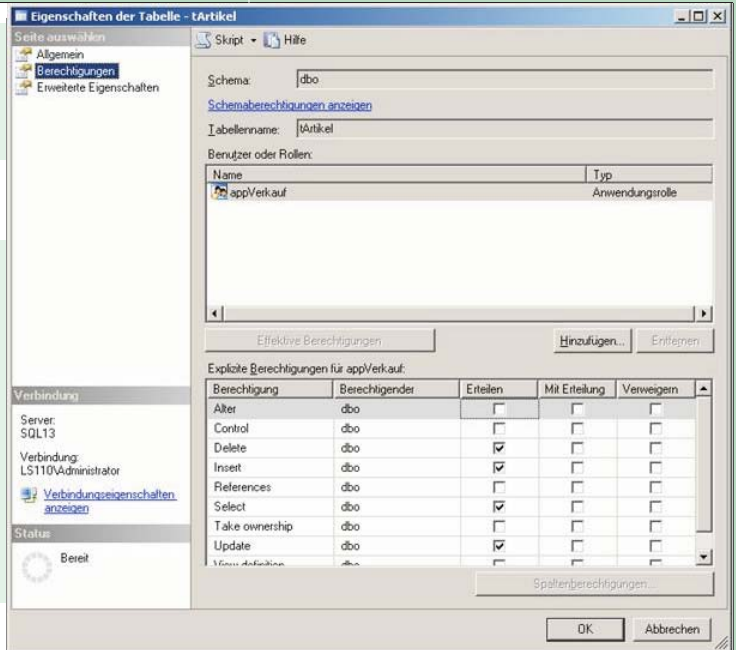 Eigenschaften der Tabelle - tArtikel
Seite auswählen
Allgemein
Berechtigungen
Erweiterte Eigenschaften
Skript Hilfe
Schema: dbo
Schemaberechtigungen anzeigen
Tabellenname: tArtikel
Benutzer oder Rollen:
Name Typ
appVerkauf Anwendungsrolle
Effektive Berechtigungen Hinzufügen... Entfernen
Explizite Berechtigungen für appVerkauf:
Berechtigung Berechtigender Erteilen Mit Erteilung Verweigern
Alter dbo
Control dbo
Delete dbo
Insert dbo
References dbo
Select dbo
Take ownership dbo
Update dbo
View definition dbo
Spaltenberechtigungen...
Verbindung
Server:
SQL13
Verbindung:
LS110\Administrator
Verbindungseigenschaften
anzeigen
Status
Bereit
OK Abbrechen